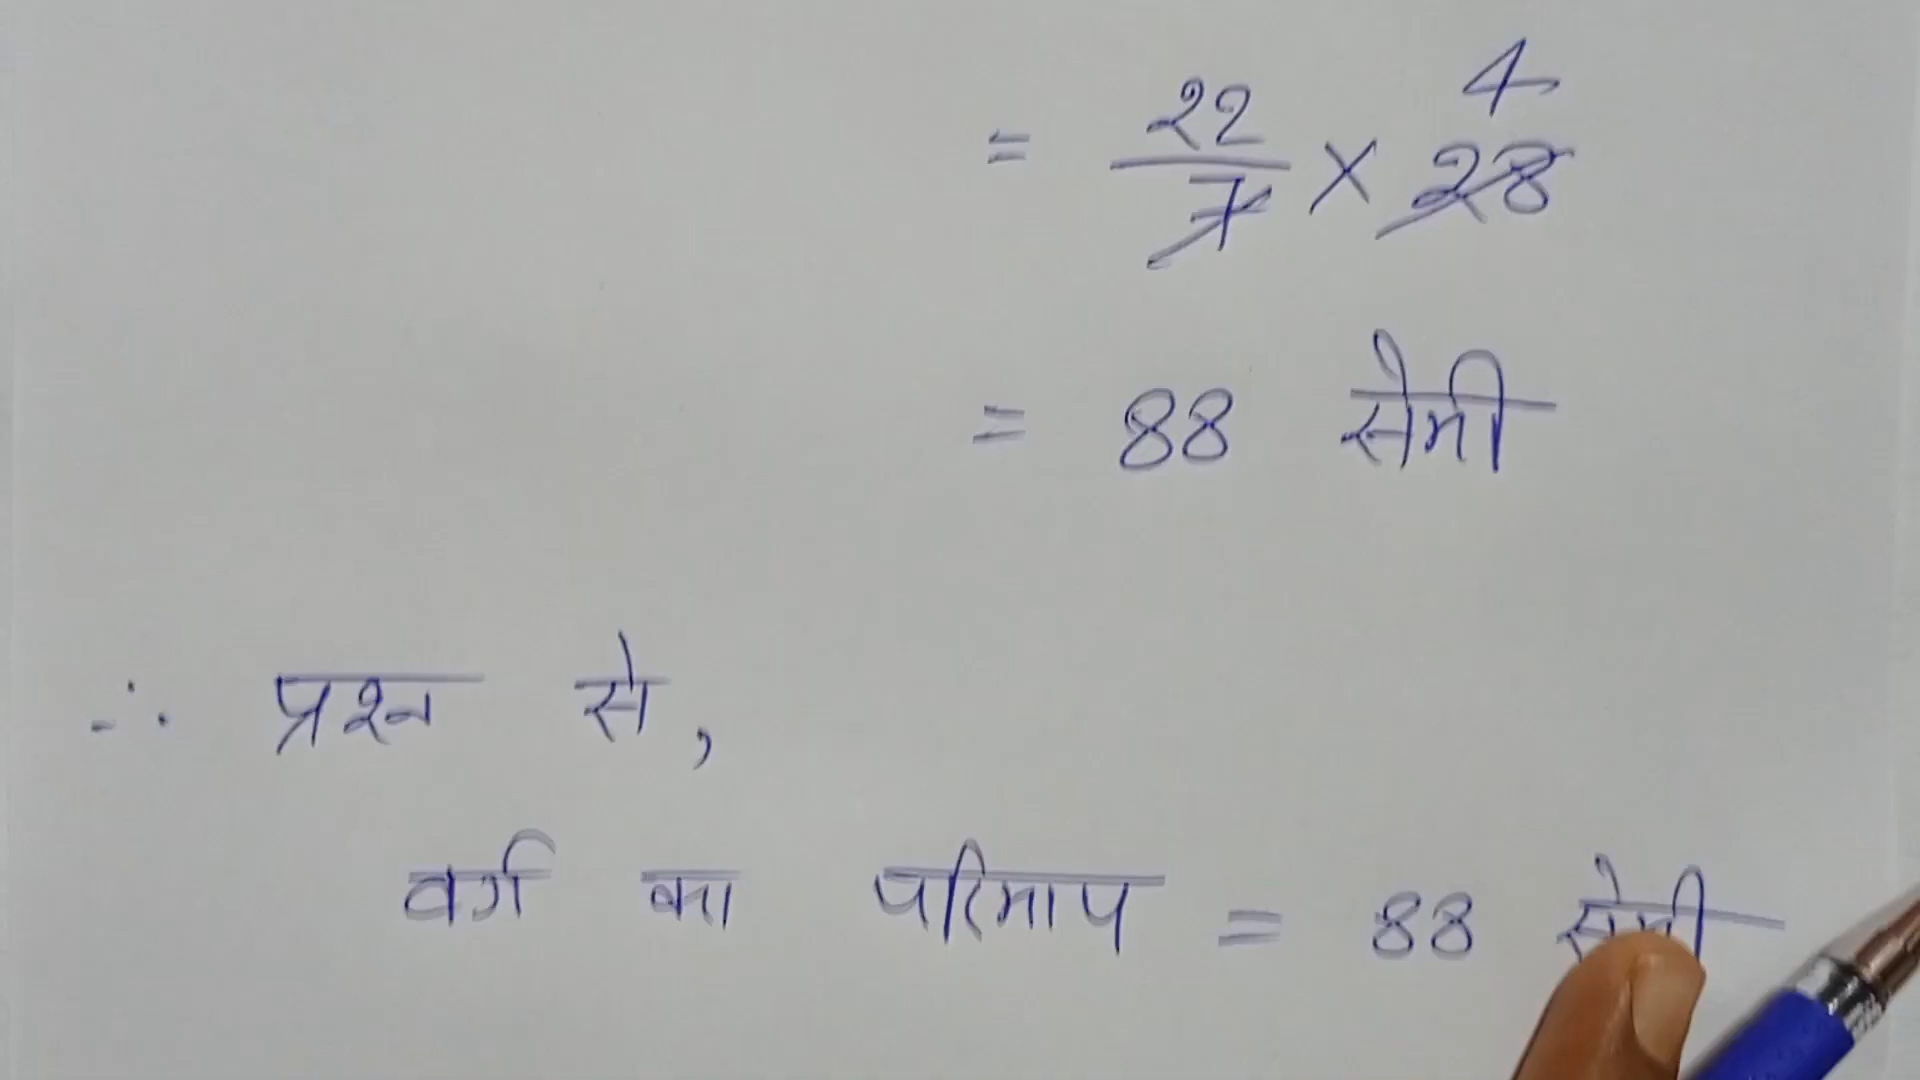 = 22/7 × 28 4
= 88 सेमी
∴ प्रश्न से,
वर्ग का परिमाप = 88 सेमी